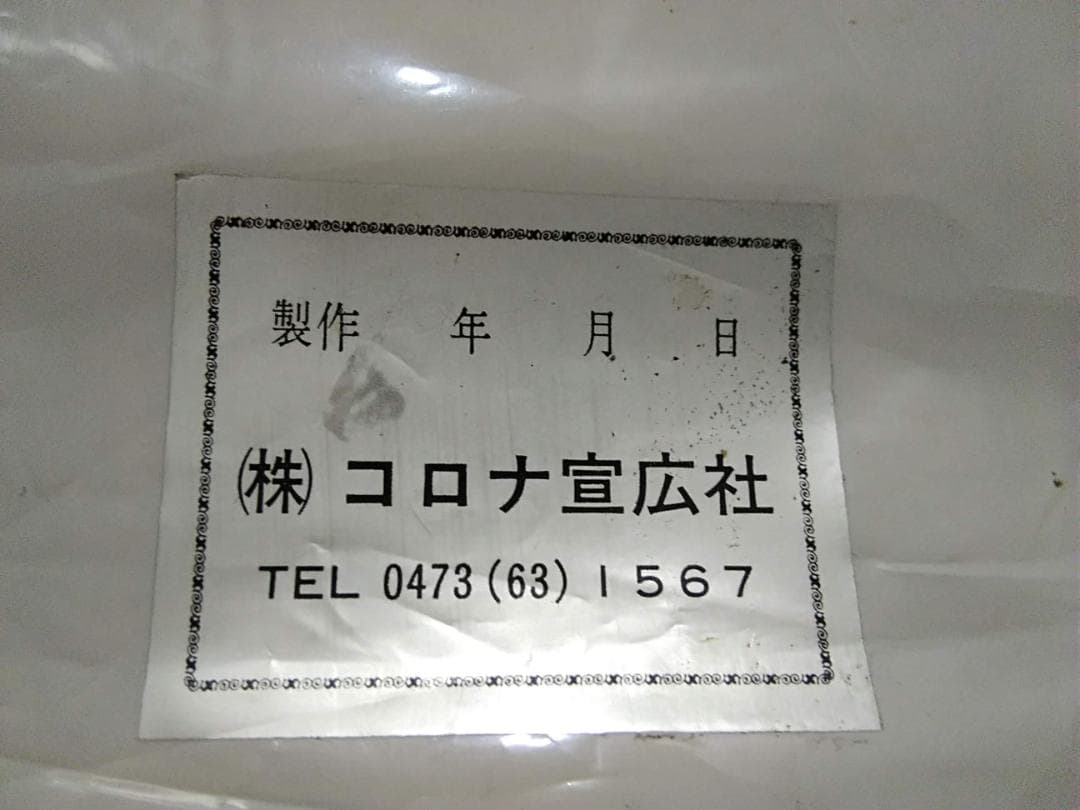 製作 年 月 日
㈱ コロナ宣広社
TEL 0473(63)1567